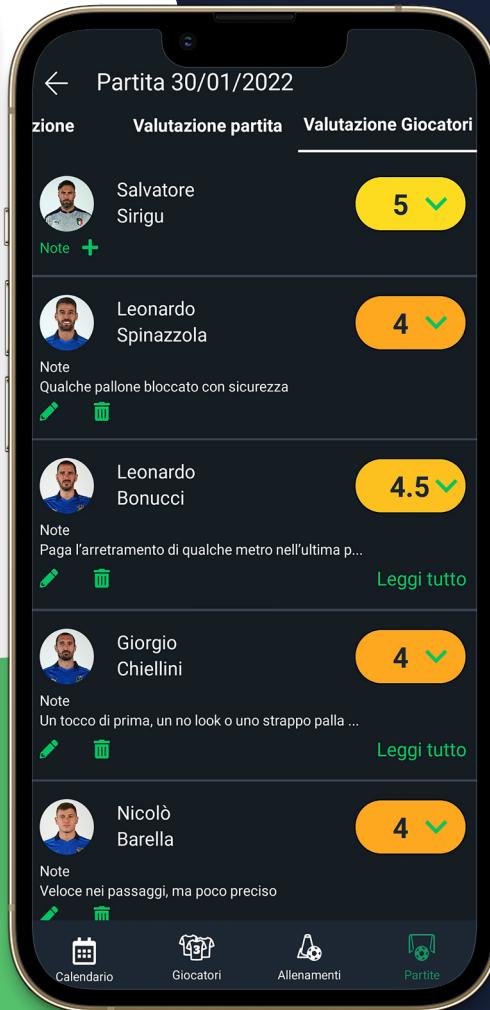 Partita 30/01/2022
zione
Valutazione partita
Valutazione Giocatori
Salvatore
Sirigu
5
Note
Leonardo
Spinazzola
4
Note
Qualche pallone bloccato con sicurezza
Leonardo
Bonucci
4.5
Note
Paga l'arretramento di qualche metro nell'ultima p...
Leggi tutto
Giorgio
Chiellini
4
Note
Un tocco di prima, un no look o uno strappo palla ...
Leggi tutto
Nicolò
Barella
4
Note
Veloce nei passaggi, ma poco preciso
3
Calendario
Giocatori
Allenamenti
Partite